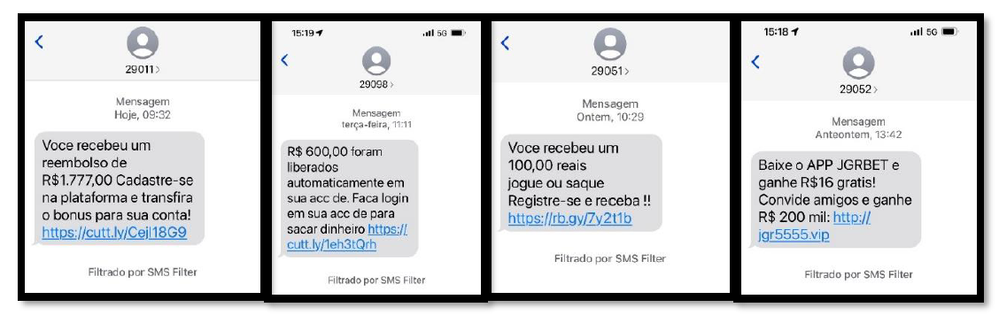 29011 >
Mensagem
Hoje, 09:32
Voce recebeu um
reembolso de
R$1.777,00 Cadastre-se
na plataforma e transfira
o bonus para sua conta!
https://cutt.ly/Cejl18G9
Filtrado por SMS Filter
15:19
5G
29098 >
Mensagem
terça-feira, 11:11
R$ 600,00 foram
liberados
automaticamente em
sua acc de. Faca login
em sua acc de para
sacar dinheiro https://
cutt.ly/1eh3tQrh
Filtrado por SMS Filter
29051 >
Mensagem
Ontem, 10:29
Voce recebeu um
100,00 reais
jogue ou saque
Registre-se e receba !!
https://rb.gy/7y2t1b
Filtrado por SMS Filter
15:18
5G
29052 >
Mensagem
Anteontem, 13:42
Baixe o APP JGRBET e
ganhe R$16 gratis!
Convide amigos e ganhe
R$ 200 mil: http://
jgr5555.vip
Filtrado por SMS Filter